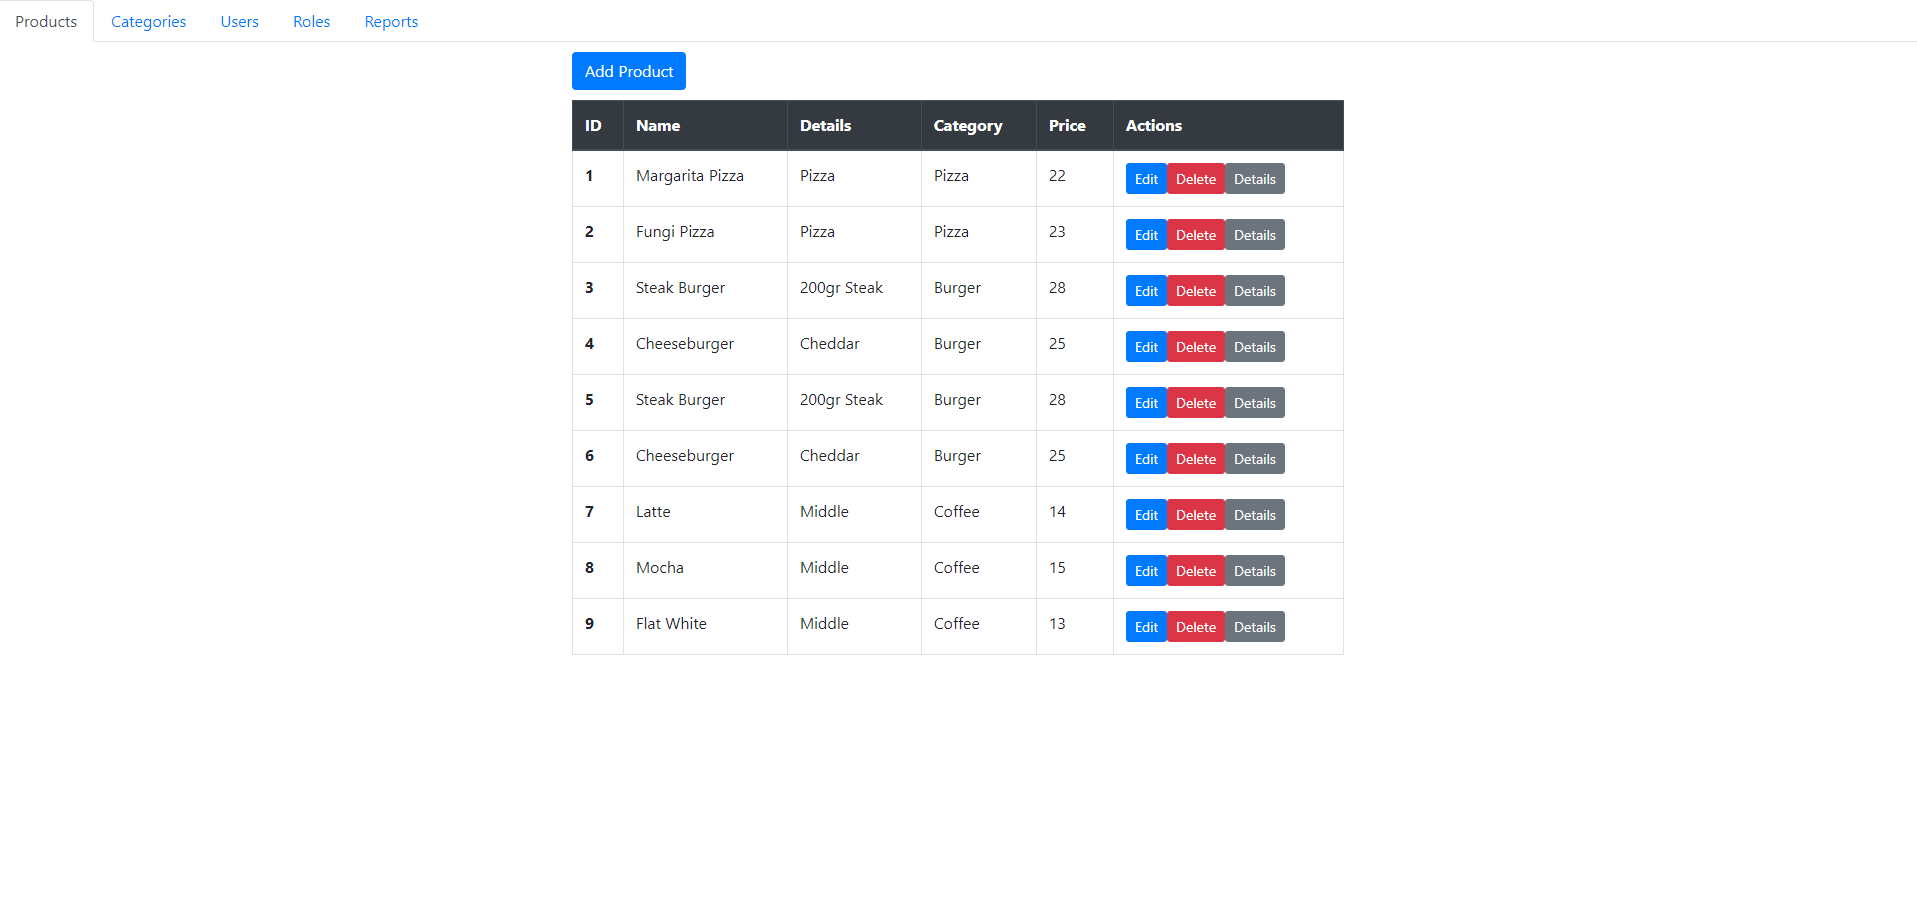 Products Categories Users Roles Reports
Add Product
ID Name Details Category Price Actions
1 Margarita Pizza Pizza Pizza 22 Edit Delete Details
2 Fungi Pizza Pizza Pizza 23 Edit Delete Details
3 Steak Burger 200gr Steak Burger 28 Edit Delete Details
4 Cheeseburger Cheddar Burger 25 Edit Delete Details
5 Steak Burger 200gr Steak Burger 28 Edit Delete Details
6 Cheeseburger Cheddar Burger 25 Edit Delete Details
7 Latte Middle Coffee 14 Edit Delete Details
8 Mocha Middle Coffee 15 Edit Delete Details
9 Flat White Middle Coffee 13 Edit Delete Details